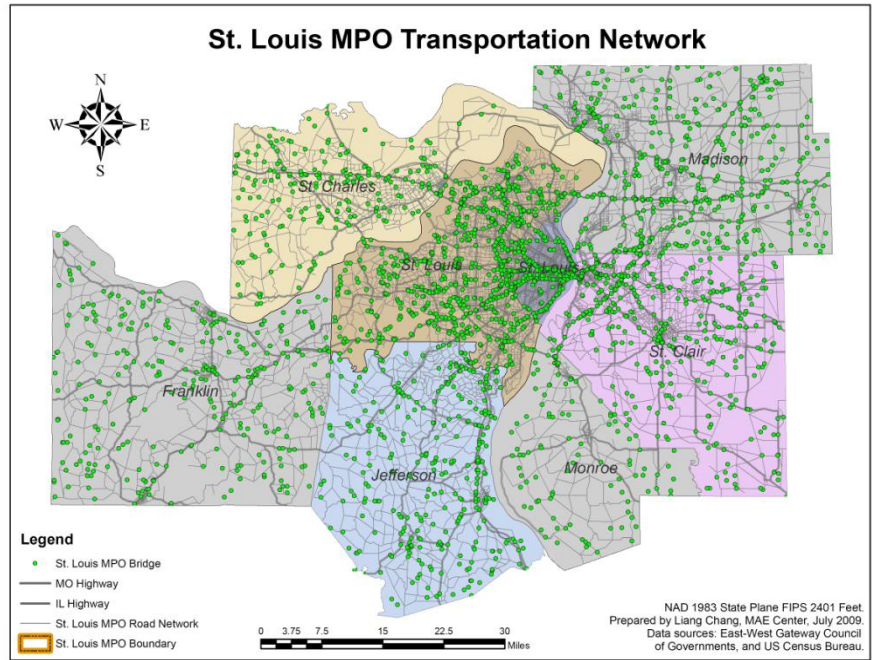 St. Louis MPO Transportation Network
N
W E
S
Madison
St. Charles
St. Louis
St. Louis
St. Clair
Franklin
Jefferson
Monroe
Legend
St. Louis MPO Bridge
MO Highway
IL Highway
St. Louis MPO Road Network
St. Louis MPO Boundary
0 3.75 7.5 15 22.5 30
Miles
NAD 1983 State Plane FIPS 2401 Feet.
Prepared by Liang Chang, MAE Center, July 2009.
Data sources: East-West Gateway Council
of Governments, and US Census Bureau.